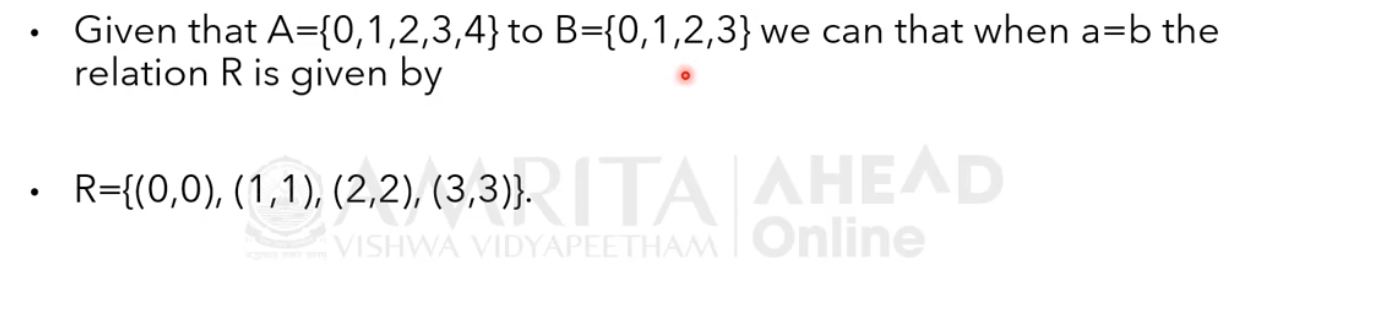 • Given that A={0,1,2,3,4} to B={0,1,2,3} we can that when a=b the
relation R is given by
• R={(0,0), (1,1), (2,2), (3,3)}.
AMRITA AHEAD
VISHWA VIDYAPEETHAM Online